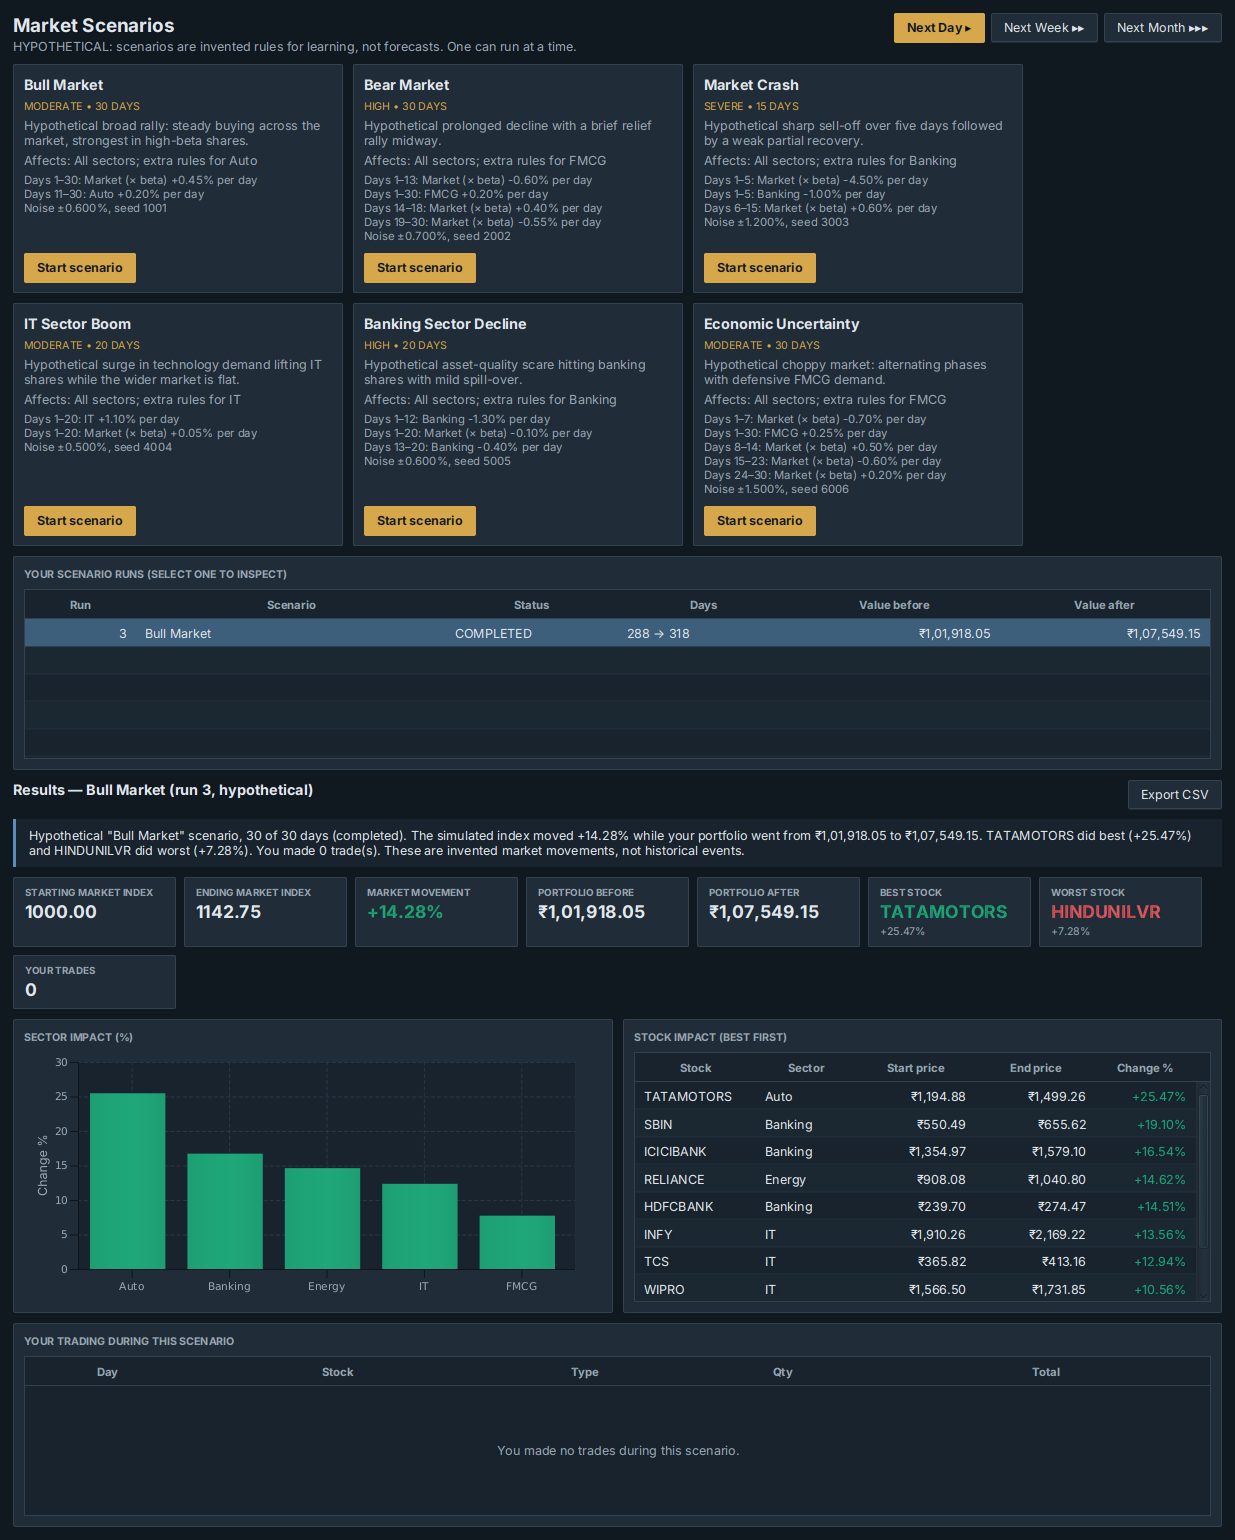 Market Scenarios
HYPOTHETICAL: scenarios are invented rules for learning, not forecasts. One can run at a time.
Next Day ▸
Next Week ▸▸
Next Month ▸▸▸
Bull Market
MODERATE • 30 DAYS
Hypothetical broad rally: steady buying across the
market, strongest in high-beta shares.
Affects: All sectors; extra rules for Auto
Days 1–30: Market (× beta) +0.45% per day
Days 11–30: Auto +0.20% per day
Noise ±0.600%, seed 1001
Start scenario
Bear Market
HIGH • 30 DAYS
Hypothetical prolonged decline with a brief relief
rally midway.
Affects: All sectors; extra rules for FMCG
Days 1–13: Market (× beta) -0.60% per day
Days 1–30: FMCG +0.20% per day
Days 14–18: Market (× beta) +0.40% per day
Days 19–30: Market (× beta) -0.55% per day
Noise ±0.700%, seed 2002
Start scenario
Market Crash
SEVERE • 15 DAYS
Hypothetical sharp sell-off over five days followed
by a weak partial recovery.
Affects: All sectors; extra rules for Banking
Days 1–5: Market (× beta) -4.50% per day
Days 1–5: Banking -1.00% per day
Days 6–15: Market (× beta) +0.60% per day
Noise ±1.200%, seed 3003
Start scenario
IT Sector Boom
MODERATE • 20 DAYS
Hypothetical surge in technology demand lifting IT
shares while the wider market is flat.
Affects: All sectors; extra rules for IT
Days 1–20: IT +1.10% per day
Days 1–20: Market (× beta) +0.05% per day
Noise ±0.500%, seed 4004
Start scenario
Banking Sector Decline
HIGH • 20 DAYS
Hypothetical asset-quality scare hitting banking
shares with mild spill-over.
Affects: All sectors; extra rules for Banking
Days 1–12: Banking -1.30% per day
Days 1–20: Market (× beta) -0.10% per day
Days 13–20: Banking -0.40% per day
Noise ±0.600%, seed 5005
Start scenario
Economic Uncertainty
MODERATE • 30 DAYS
Hypothetical choppy market: alternating phases
with defensive FMCG demand.
Affects: All sectors; extra rules for FMCG
Days 1–7: Market (× beta) -0.70% per day
Days 1–30: FMCG +0.25% per day
Days 8–14: Market (× beta) +0.50% per day
Days 15–23: Market (× beta) -0.60% per day
Days 24–30: Market (× beta) +0.20% per day
Noise ±1.500%, seed 6006
Start scenario
YOUR SCENARIO RUNS (SELECT ONE TO INSPECT)
Run Scenario Status Days Value before Value after
3 Bull Market COMPLETED 288 → 318 ₹1,01,918.05 ₹1,07,549.15
Results — Bull Market (run 3, hypothetical)
Export CSV
Hypothetical "Bull Market" scenario, 30 of 30 days (completed). The simulated index moved +14.28% while your portfolio went from ₹1,01,918.05 to ₹1,07,549.15. TATAMOTORS did best (+25.47%)
and HINDUNILVR did worst (+7.28%). You made 0 trade(s). These are invented market movements, not historical events.
STARTING MARKET INDEX
1000.00
ENDING MARKET INDEX
1142.75
MARKET MOVEMENT
+14.28%
PORTFOLIO BEFORE
₹1,01,918.05
PORTFOLIO AFTER
₹1,07,549.15
BEST STOCK
TATAMOTORS
+25.47%
WORST STOCK
HINDUNILVR
+7.28%
YOUR TRADES
0
SECTOR IMPACT (%)
30
25
20
15
10
5
0
Change %
Auto Banking Energy IT FMCG
STOCK IMPACT (BEST FIRST)
Stock Sector Start price End price Change %
TATAMOTORS Auto ₹1,194.88 ₹1,499.26 +25.47%
SBIN Banking ₹550.49 ₹655.62 +19.10%
ICICIBANK Banking ₹1,354.97 ₹1,579.10 +16.54%
RELIANCE Energy ₹908.08 ₹1,040.80 +14.62%
HDFCBANK Banking ₹239.70 ₹274.47 +14.51%
INFY IT ₹1,910.26 ₹2,169.22 +13.56%
TCS IT ₹365.82 ₹413.16 +12.94%
WIPRO IT ₹1,566.50 ₹1,731.85 +10.56%
YOUR TRADING DURING THIS SCENARIO
Day Stock Type Qty Total
You made no trades during this scenario.